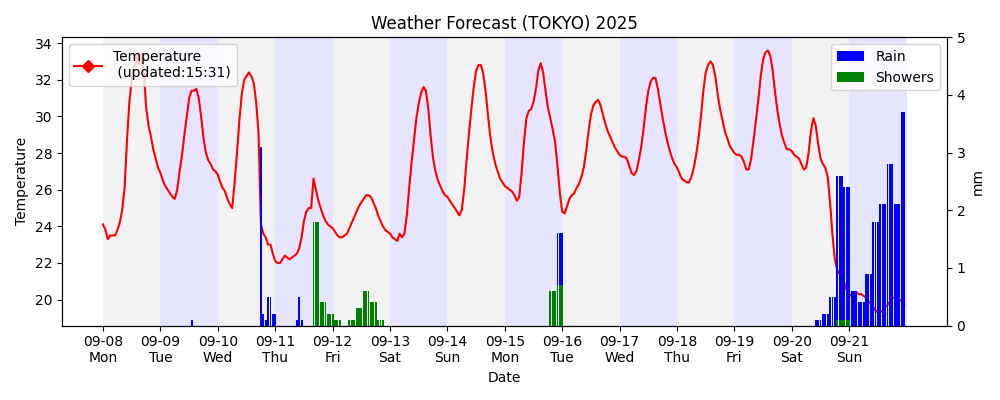 Weather Forecast (TOKYO) 2025
Temperature
(updated:15:31)
Rain
Showers
Temperature
34
32
30
28
26
24
22
20
5
4
3
2
1
0
mm
09-08 09-09 09-10 09-11 09-12 09-13 09-14 09-15 09-16 09-17 09-18 09-19 09-20 09-21
Mon Tue Wed Thu Fri Sat Sun Mon Tue Wed Thu Fri Sat Sun
Date